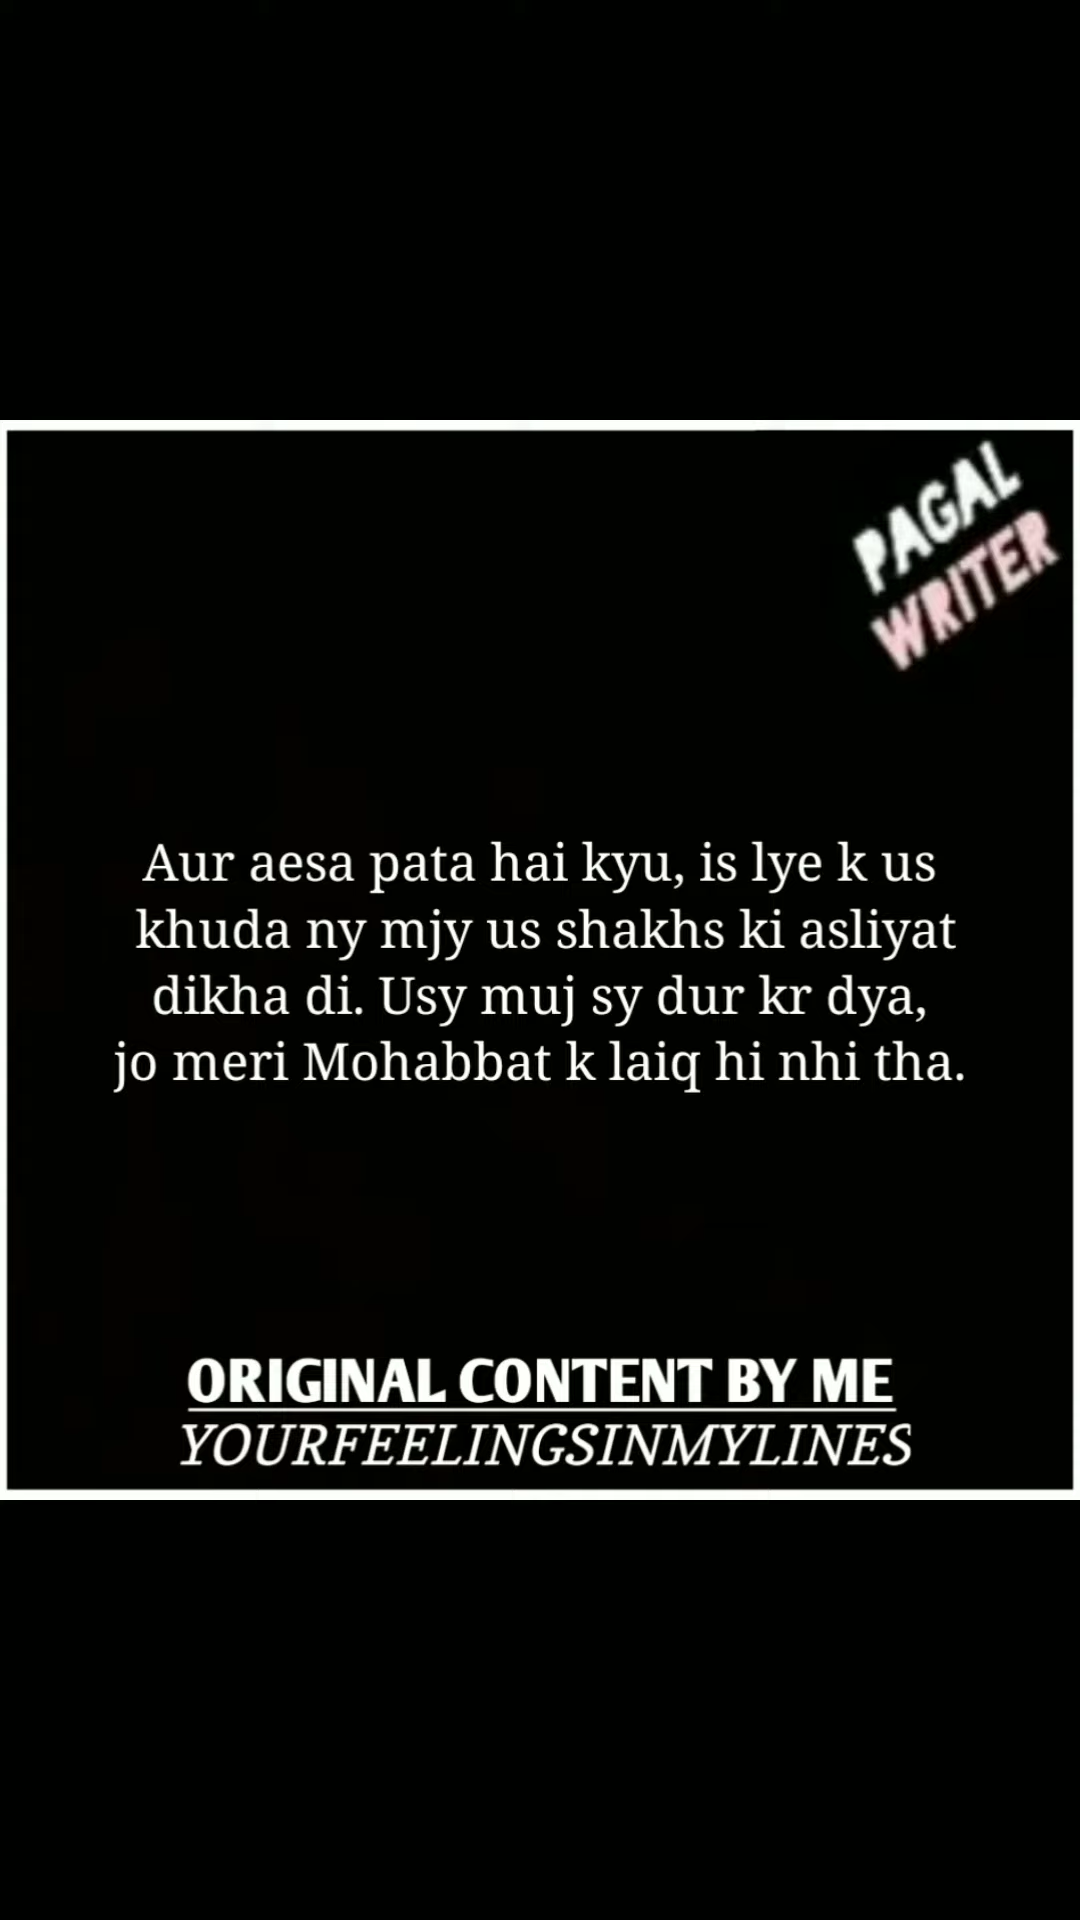 PAGAL
WRITER
Aur aesa pata hai kyu, is lye k us
khuda ny mjy us shakhs ki asliyat
dikha di. Usy muj sy dur kr dya,
jo meri Mohabbat k laiq hi nhi tha.
ORIGINAL CONTENT BY ME
YOURFEELINGSINMYLINES